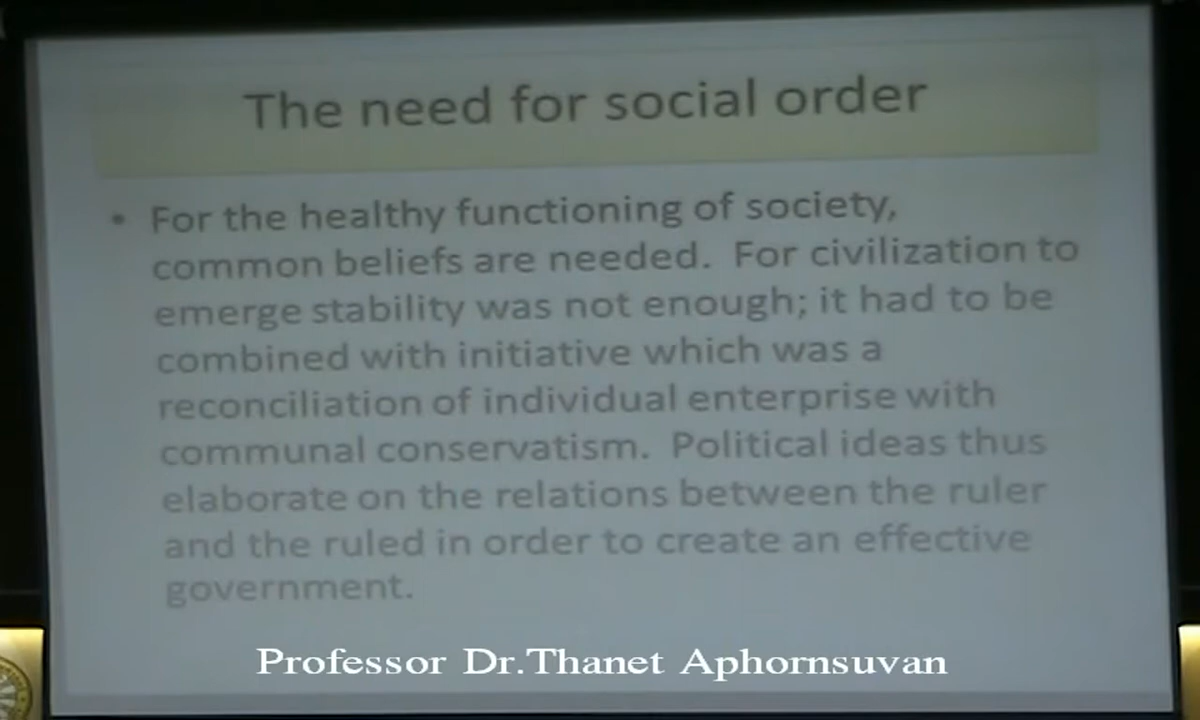 The need for social order
• For the healthy functioning of society,
common beliefs are needed. For civilization to
emerge stability was not enough; it had to be
combined with initiative which was a
reconciliation of individual enterprise with
communal conservatism. Political ideas thus
elaborate on the relations between the ruler
and the ruled in order to create an effective
government.
Professor Dr.Thanet Aphornsuvan